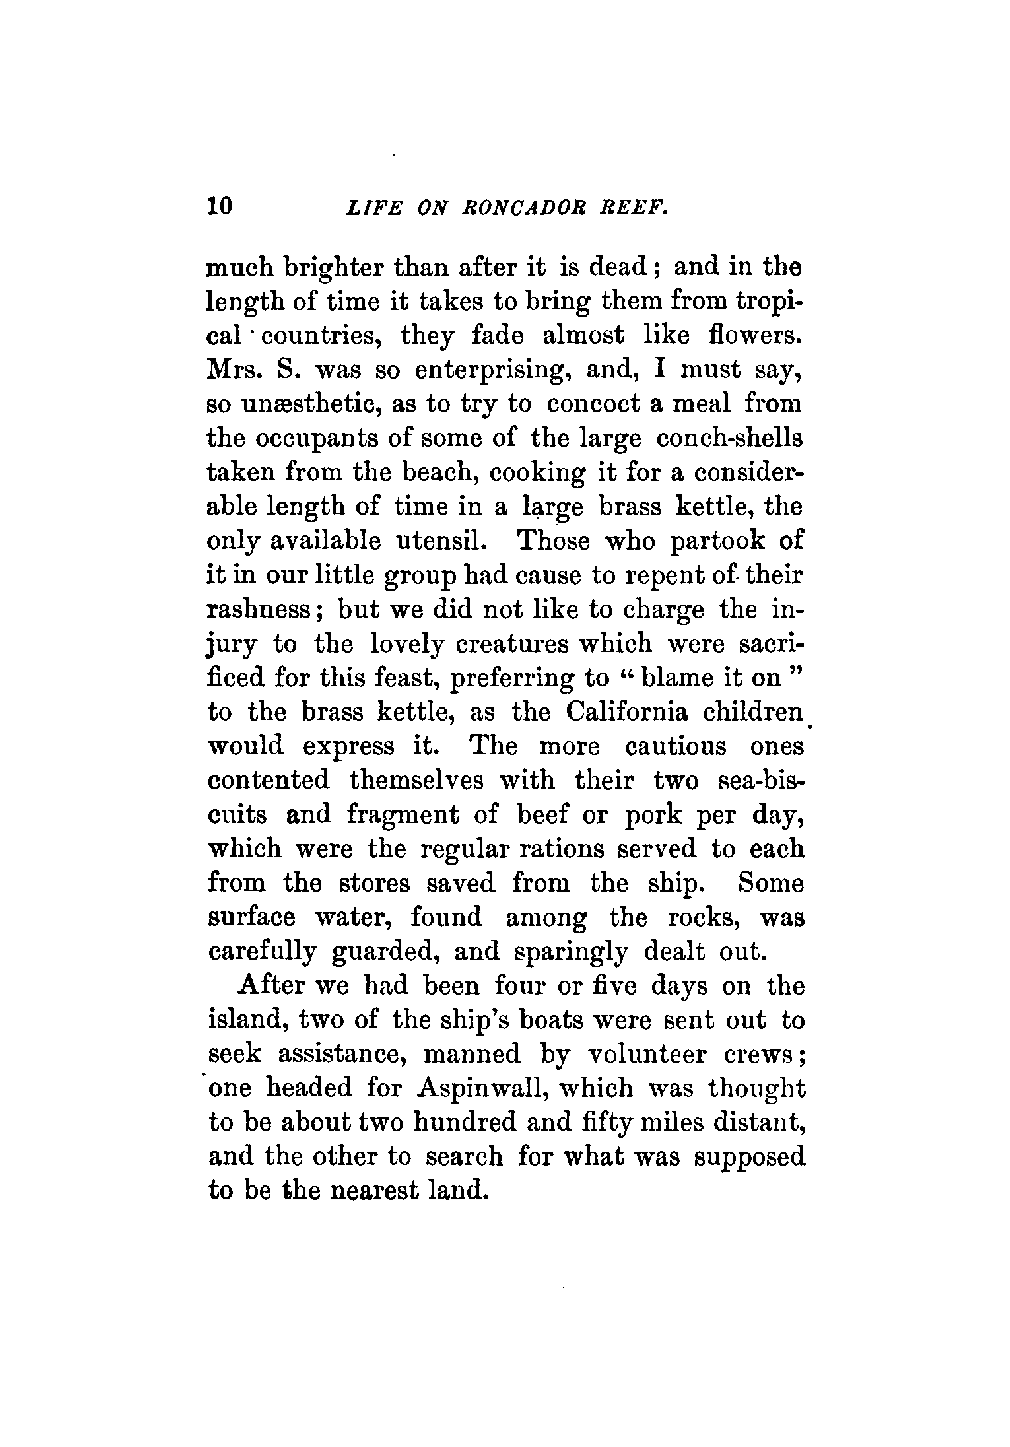 10 LIFE ON RONCADOR REEF.
much brighter than after it is dead; and in the
length of time it takes to bring them from tropi-
cal countries, they fade almost like flowers.
Mrs. S. was so enterprising, and, I must say,
so unæsthetic, as to try to concoct a meal from
the occupants of some of the large conch-shells
taken from the beach, cooking it for a consider-
able length of time in a large brass kettle, the
only available utensil. Those who partook of
it in our little group had cause to repent of their
rashness; but we did not like to charge the in-
jury to the lovely creatures which were sacri-
ficed for this feast, preferring to “blame it on”
to the brass kettle, as the California children
would express it. The more cautious ones
contented themselves with their two sea-bis-
cuits and fragment of beef or pork per day,
which were the regular rations served to each
from the stores saved from the ship. Some
surface water, found among the rocks, was
carefully guarded, and sparingly dealt out.
After we had been four or five days on the
island, two of the ship’s boats were sent out to
seek assistance, manned by volunteer crews;
one headed for Aspinwall, which was thought
to be about two hundred and fifty miles distant,
and the other to search for what was supposed
to be the nearest land.